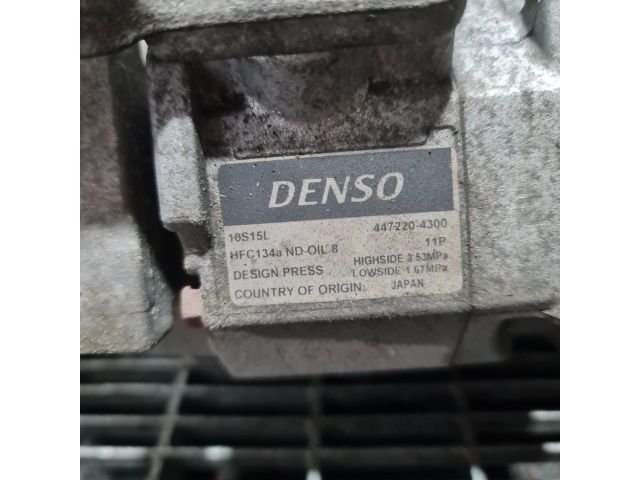 DENSO
10S15L 447220-4300
HFC134a ND-OIL 8 11P
DESIGN PRESS HIGHSIDE 3.53MPa
LOWSIDE 1.67MPa
COUNTRY OF ORIGIN: JAPAN